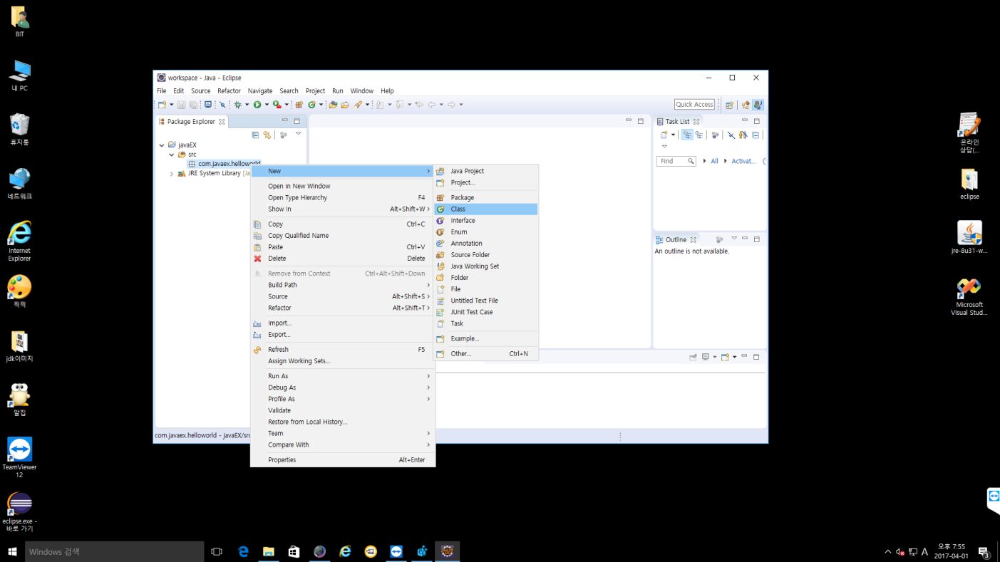 BIT
내 PC
휴지통
네트워크
Internet
Explorer
픽픽
jdk이미지
알집
TeamViewer
12
eclipse.exe -
바로 가기
workspace - Java - Eclipse
File Edit Source Refactor Navigate Search Project Run Window Help
Quick Access
Package Explorer
javaEX
src
com.javaex.helloworld
JRE System Library [Ja
New
Open in New Window
Open Type Hierarchy F4
Show In Alt+Shift+W
Copy Ctrl+C
Copy Qualified Name
Paste Ctrl+V
Delete Delete
Remove from Context Ctrl+Alt+Shift+Down
Build Path
Source Alt+Shift+S
Refactor Alt+Shift+T
Import...
Export...
Refresh F5
Assign Working Sets...
Run As
Debug As
Profile As
Validate
Restore from Local History...
Team
Compare With
Properties Alt+Enter
Java Project
Project...
Package
Class
Interface
Enum
Annotation
Source Folder
Java Working Set
Folder
File
Untitled Text File
JUnit Test Case
Task
Example...
Other... Ctrl+N
Task List
Find All Activat...
Outline
An outline is not available.
com.javaex.helloworld - javaEX/src
온라인
상담(...
eclipse
jre-8u31-w...
Microsoft
Visual Stud...
Windows 검색
A
오후 7:55
2017-04-01
3